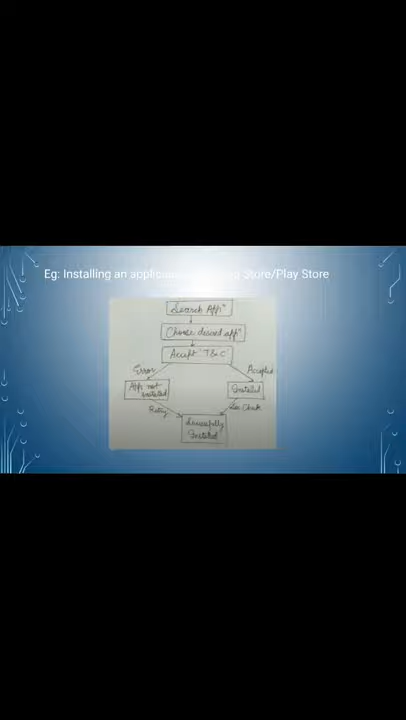 Eg: Installing an applica Store/Play Store
Search App"
Choose disred app"
Accept "T & C"
Error
Accepted
App not
installed
Installed
Retry
Successfully
Installed